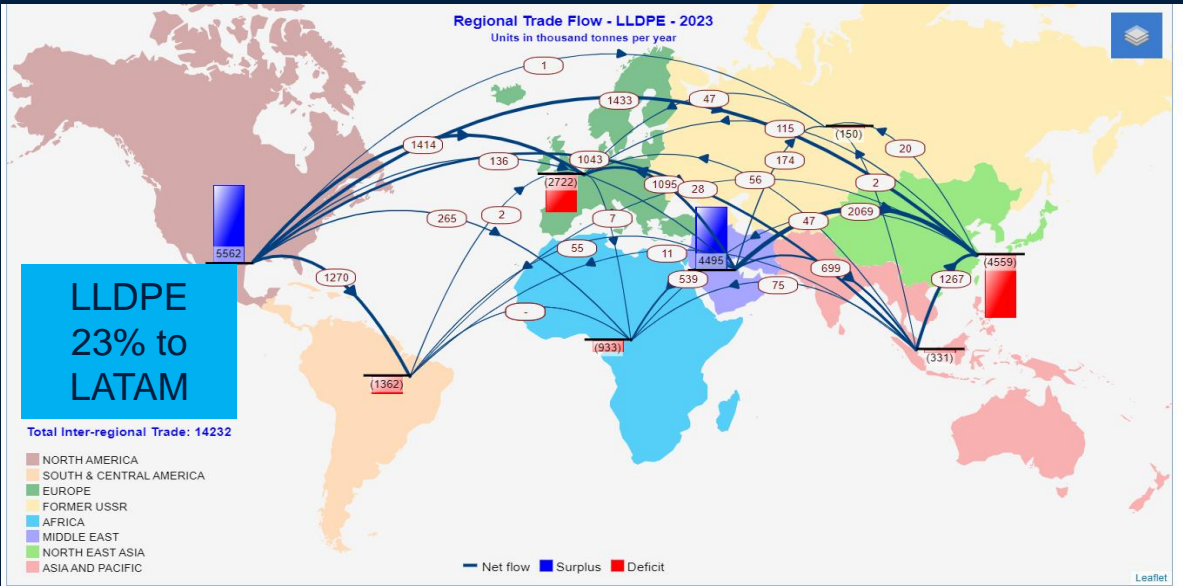 Regional Trade Flow - LLDPE - 2023
Units in thousand tonnes per year
1
1433
47
115
(150)
20
1414
136
1043
174
(2722)
1095
28
56
2
265
2
7
47
2069
5562
55
11
4495
699
(4559)
1270
539
75
1267
-
(933)
(331)
(1362)
LLDPE
23% to
LATAM
Total Inter-regional Trade: 14232
NORTH AMERICA
SOUTH & CENTRAL AMERICA
EUROPE
FORMER USSR
AFRICA
MIDDLE EAST
NORTH EAST ASIA
ASIA AND PACIFIC
Net flow Surplus Deficit
Leaflet